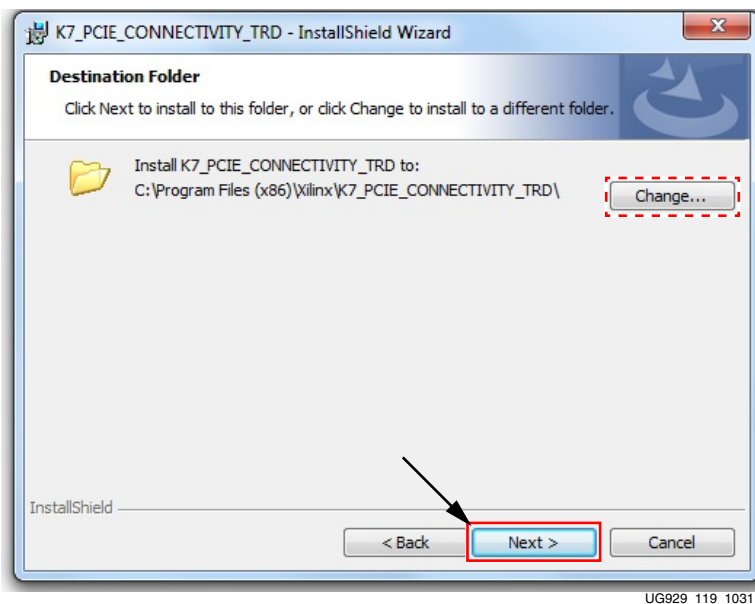 K7_PCIE_CONNECTIVITY_TRD - InstallShield Wizard
Destination Folder
Click Next to install to this folder, or click Change to install to a different folder.
Install K7_PCIE_CONNECTIVITY_TRD to:
C:\Program Files (x86)\Xilinx\K7_PCIE_CONNECTIVITY_TRD\
Change...
InstallShield
< Back
Next >
Cancel
UG929_119_1031